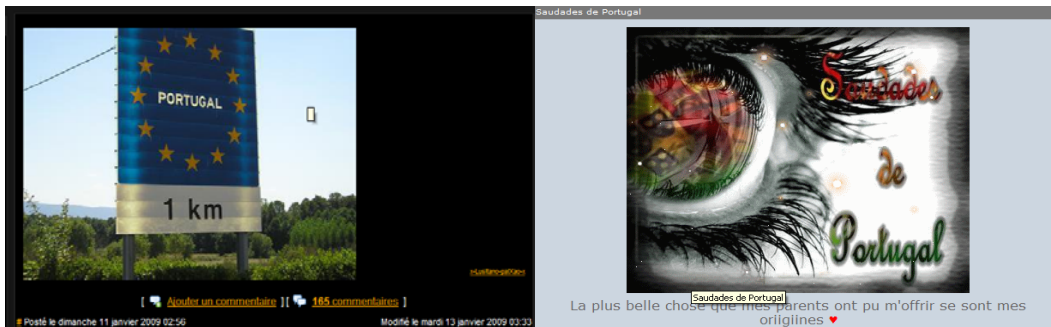 PORTUGAL
1 km
[ Ajouter un commentaire ] [ 165 commentaires ]
# Posté le dimanche 11 janvier 2009 02:56
Modifié le mardi 13 janvier 2009 03:33
Saudades de Portugal
Saudades
de
Portugal
Saudades de Portugal
La plus belle chose que mes parents ont pu m'offrir se sont mes
oriigiines ♥